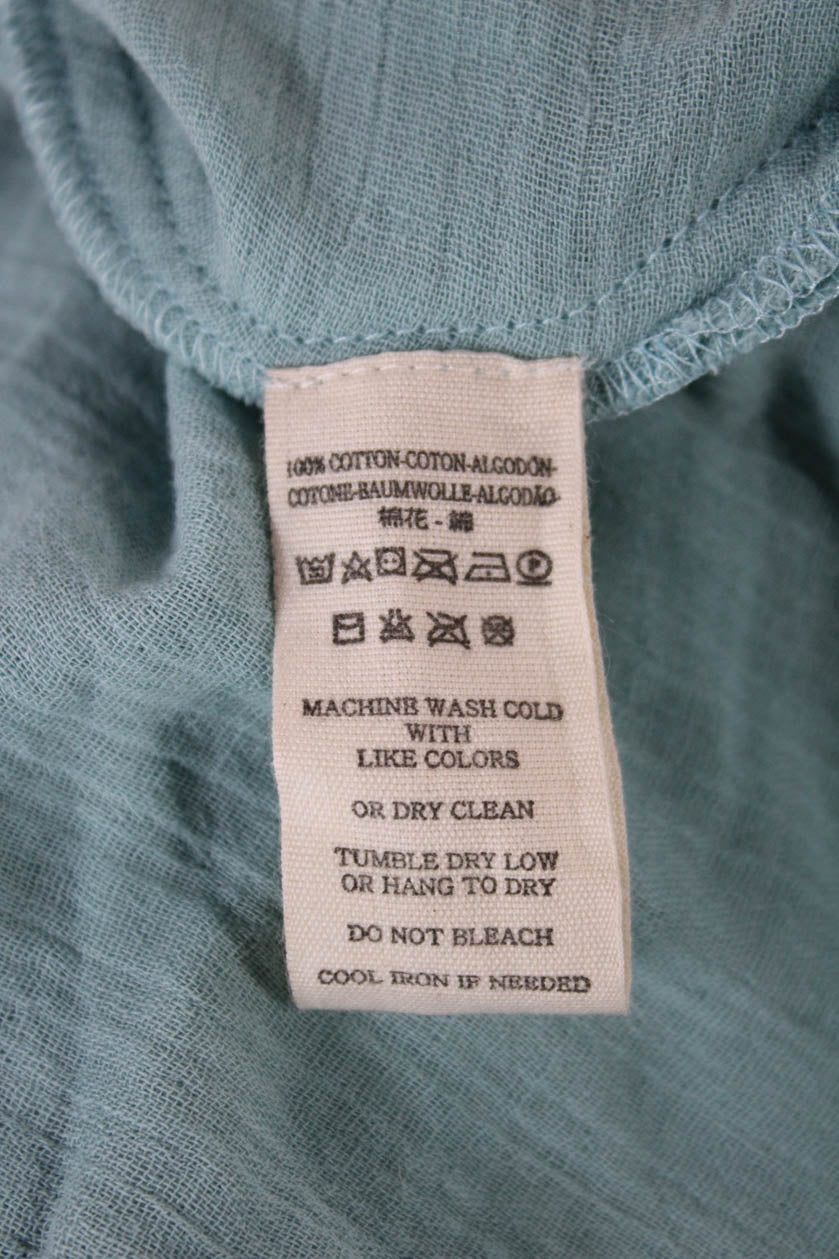 100% COTTON-COTON-ALGODÓN-
COTONE-BAUMWOLLE-ALGODÃO-
棉花 - 綿
P
MACHINE WASH COLD
WITH
LIKE COLORS
OR DRY CLEAN
TUMBLE DRY LOW
OR HANG TO DRY
DO NOT BLEACH
COOL IRON IF NEEDED